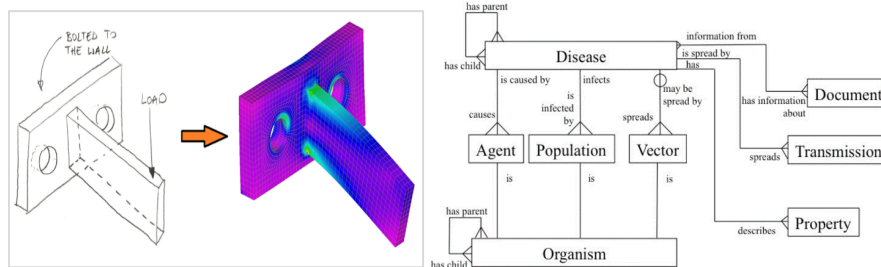 BOLTED TO
THE WALL
LOAD
has parent
has child
Disease
information from
is spread by
has
is caused by
infects
is
infected
by
may be
spread by
has information
about
Document
causes
spreads
Agent
Population
Vector
spreads
Transmission
is
is
is
has parent
has child
Organism
describes
Property